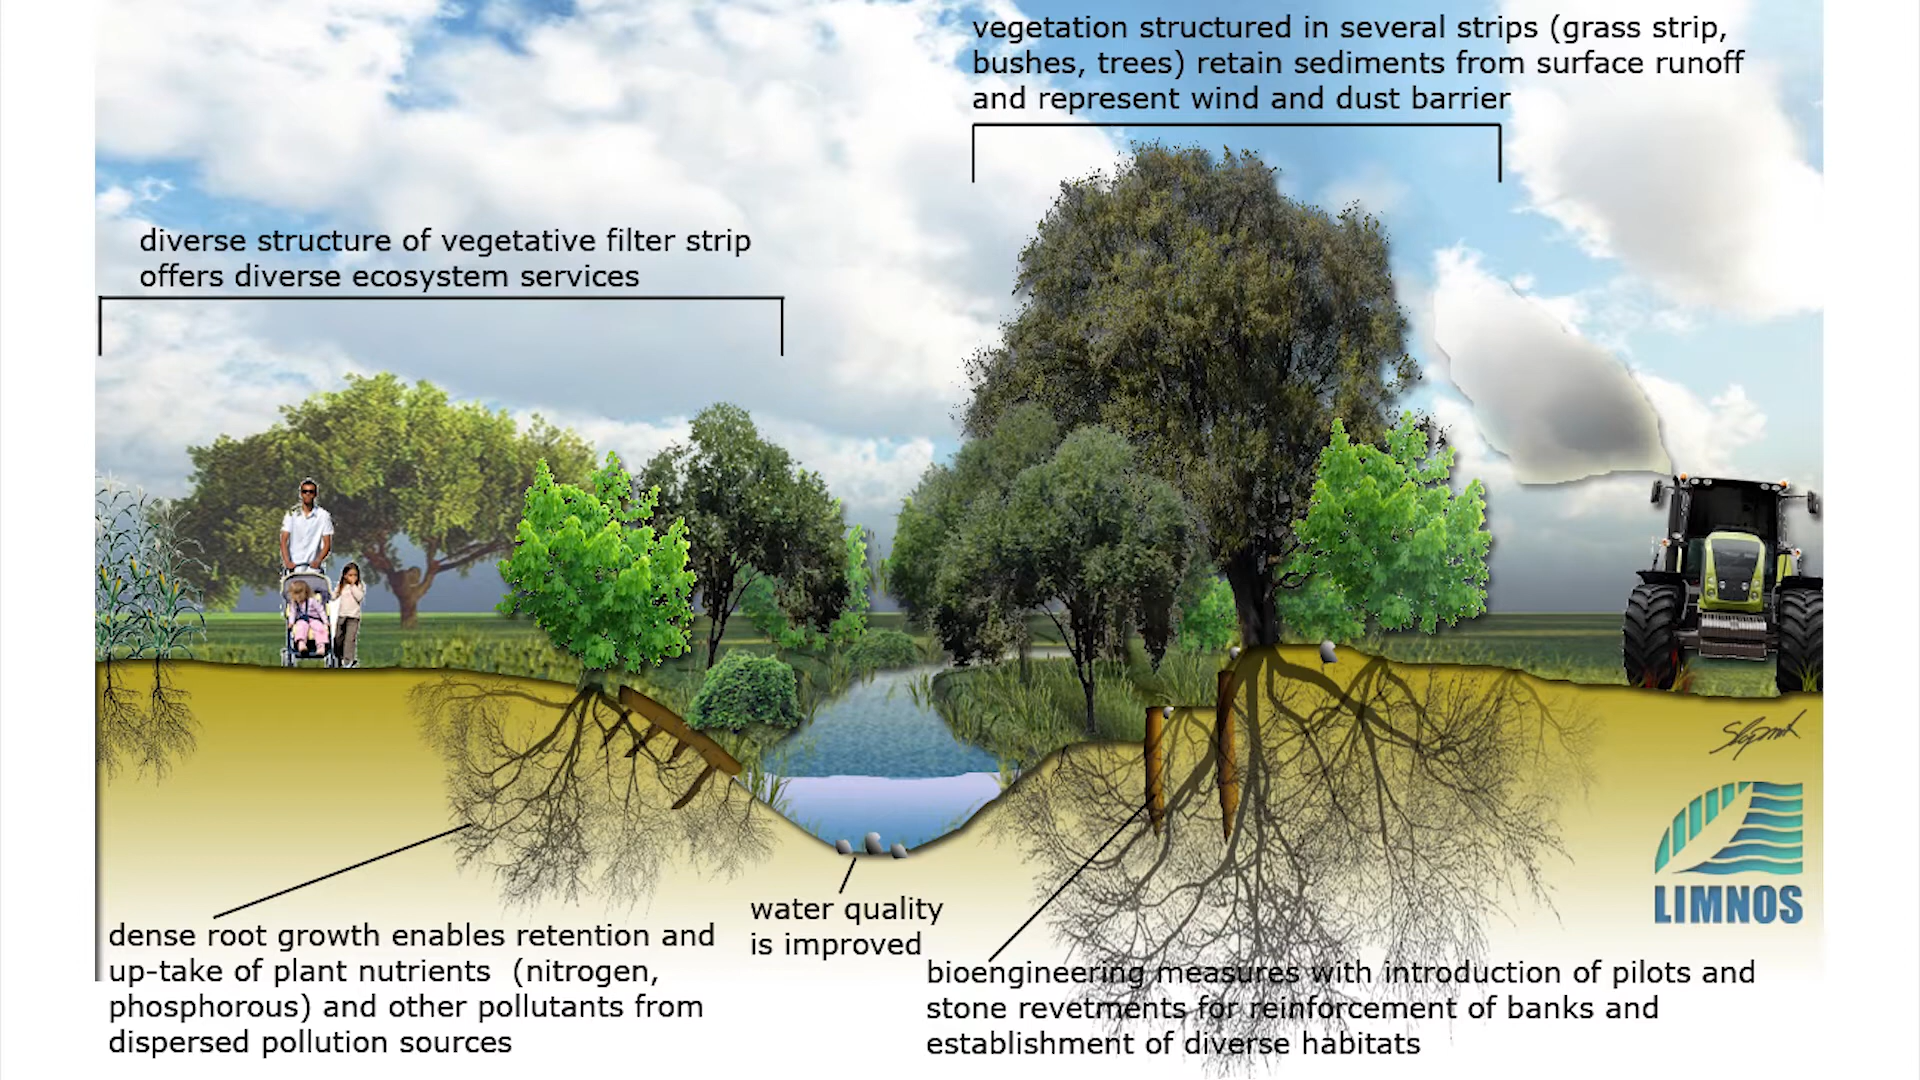 vegetation structured in several strips (grass strip,
bushes, trees) retain sediments from surface runoff
and represent wind and dust barrier
diverse structure of vegetative filter strip
offers diverse ecosystem services
LIMNOS
dense root growth enables retention and
up-take of plant nutrients (nitrogen,
phosphorous) and other pollutants from
dispersed pollution sources
water quality
is improved
bioengineering measures with introduction of pilots and
stone revetments for reinforcement of banks and
establishment of diverse habitats